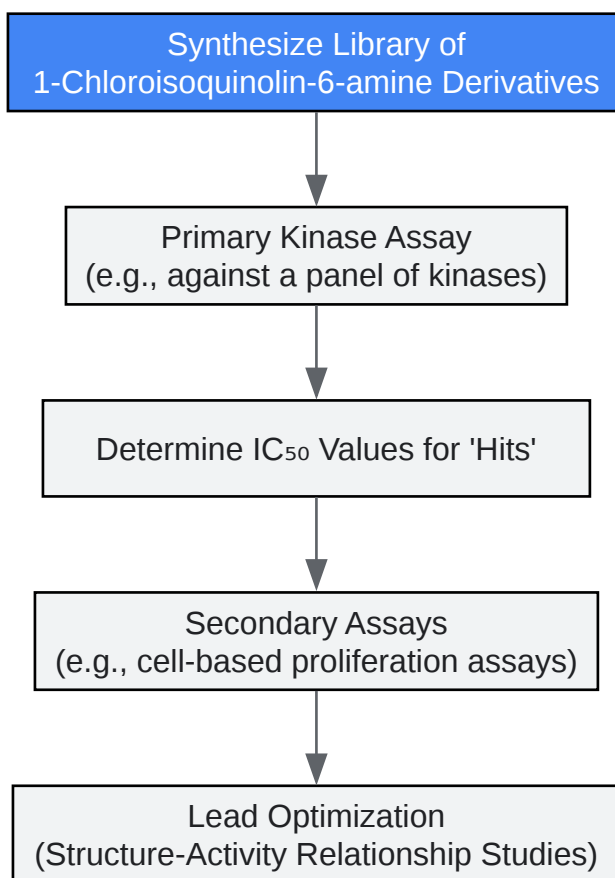 Synthesize Library of
1-Chloroisoquinolin-6-amine Derivatives
Primary Kinase Assay
(e.g., against a panel of kinases)
Determine IC₅₀ Values for 'Hits'
Secondary Assays
(e.g., cell-based proliferation assays)
Lead Optimization
(Structure-Activity Relationship Studies)